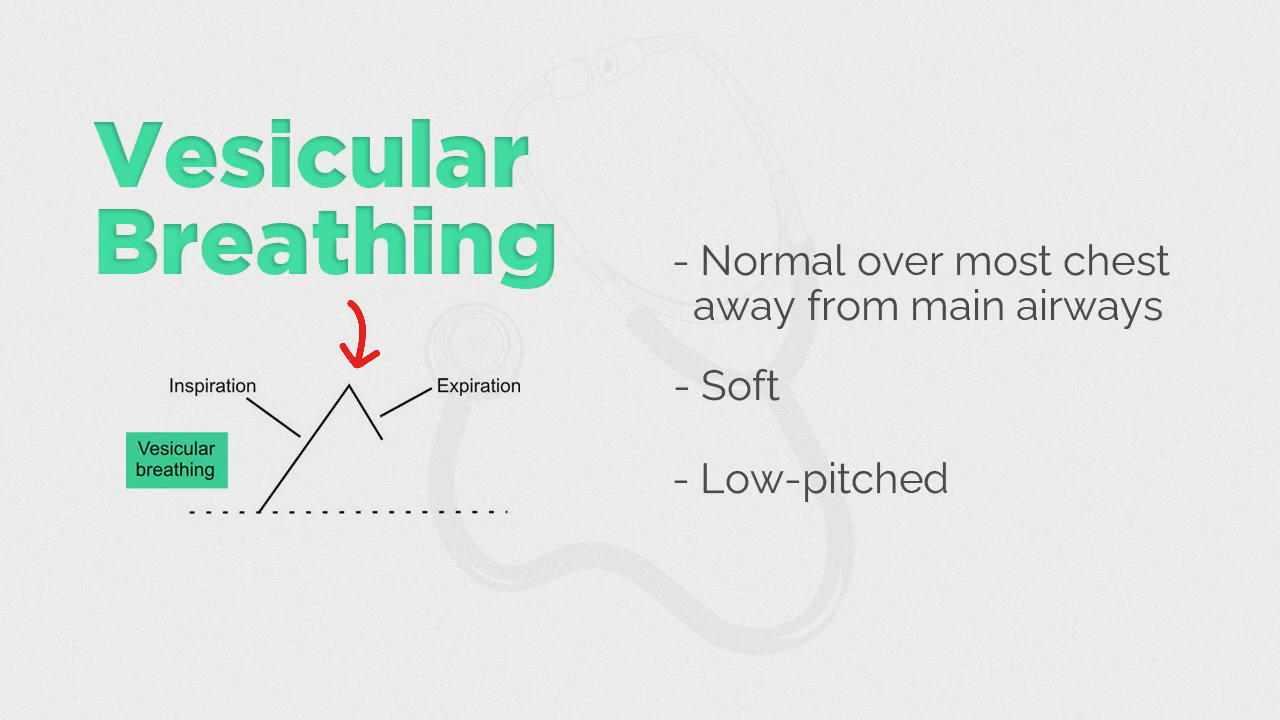 Vesicular
Breathing
Inspiration
Expiration
Vesicular
breathing
- Normal over most chest
away from main airways
- Soft
- Low-pitched